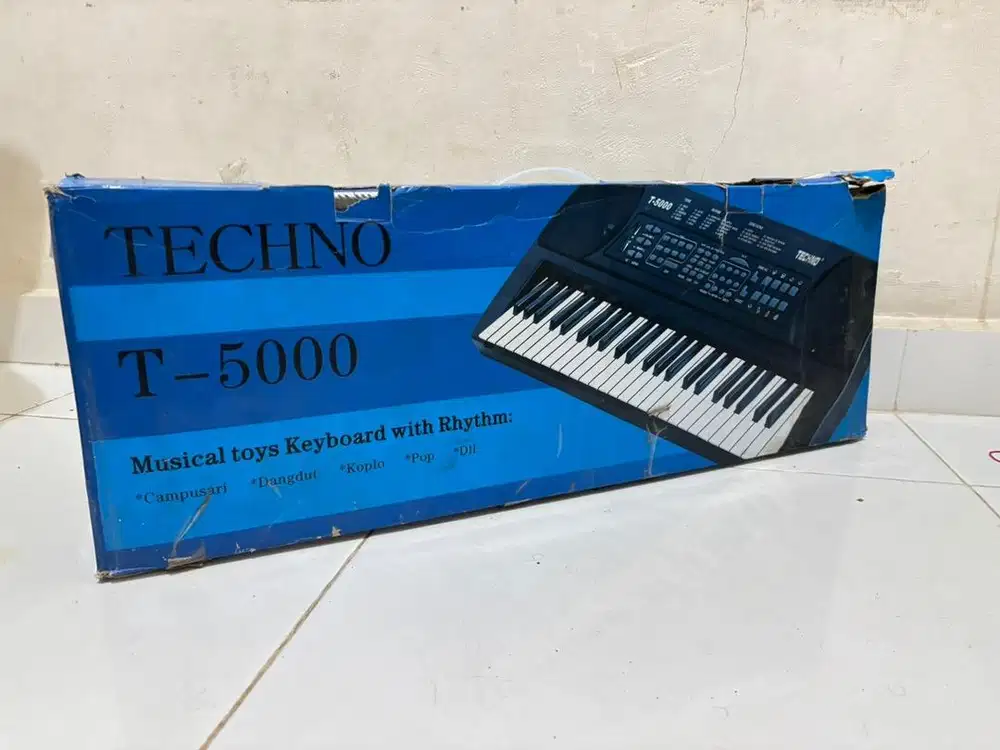 TECHNO
T-5000
Musical toys Keyboard with Rhythm:
*Campusari *Dangdut *Koplo *Pop *Dll
T-5000
TECHNO